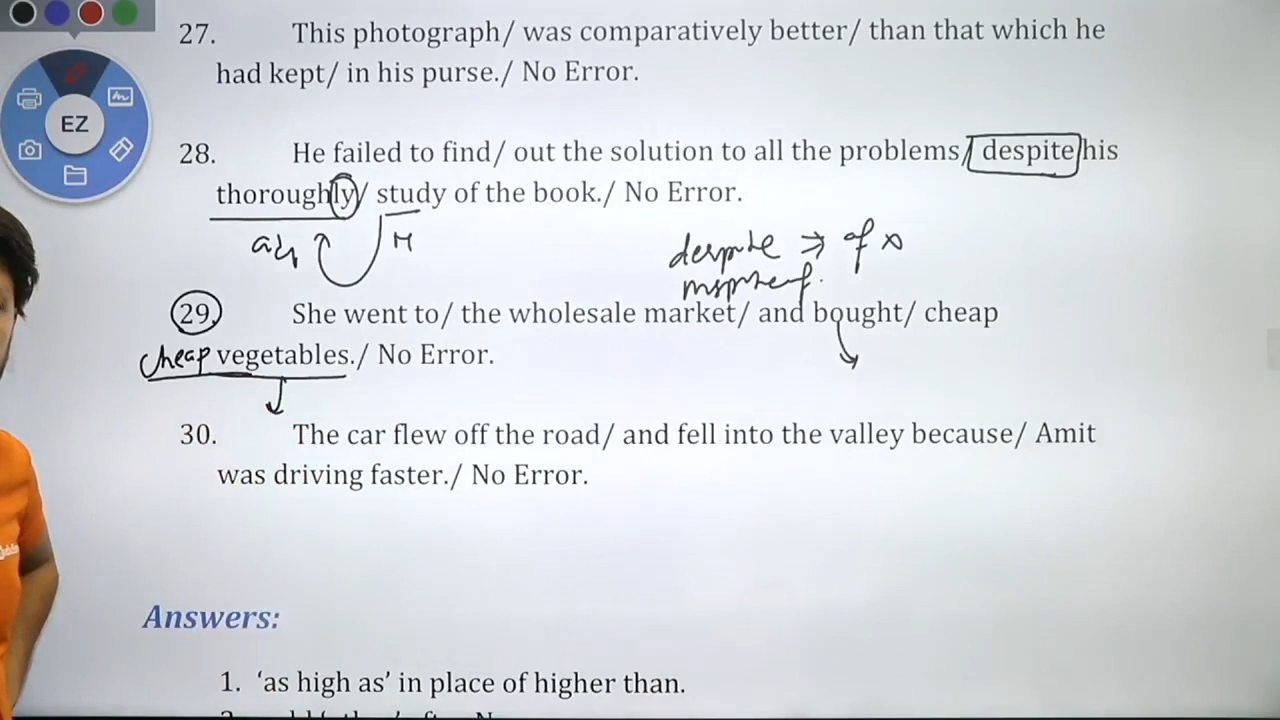 27. This photograph/ was comparatively better/ than that which he
had kept/ in his purse./ No Error.
EZ
28. He failed to find/ out the solution to all the problems/ despite his
thoroughly/ study of the book./ No Error.
despite ⇒ of x
29. She went to/ the wholesale market/ and bought/ cheap
cheap vegetables./ No Error.
30. The car flew off the road/ and fell into the valley because/ Amit
was driving faster./ No Error.
Answers:
1. ‘as high as’ in place of higher than.